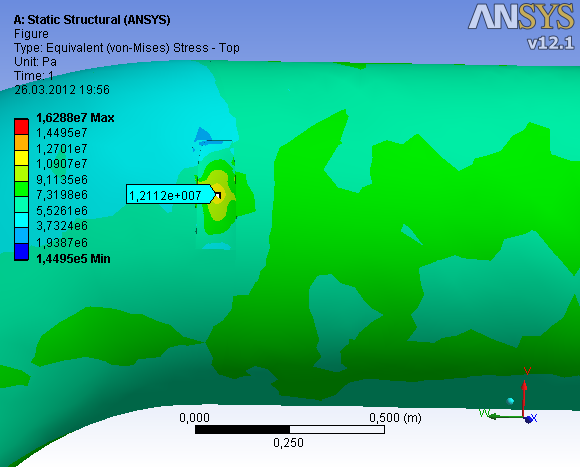 A: Static Structural (ANSYS)
Figure
Type: Equivalent (von-Mises) Stress - Top
Unit: Pa
Time: 1
26.03.2012 19:56
ANSYS
v12.1
1,6288e7 Max
1,4495e7
1,2701e7
1,0907e7
9,1135e6
7,3198e6
5,5261e6
3,7324e6
1,9387e6
1,4495e5 Min
1,2112e+007
0,000
0,500 (m)
0,250
X